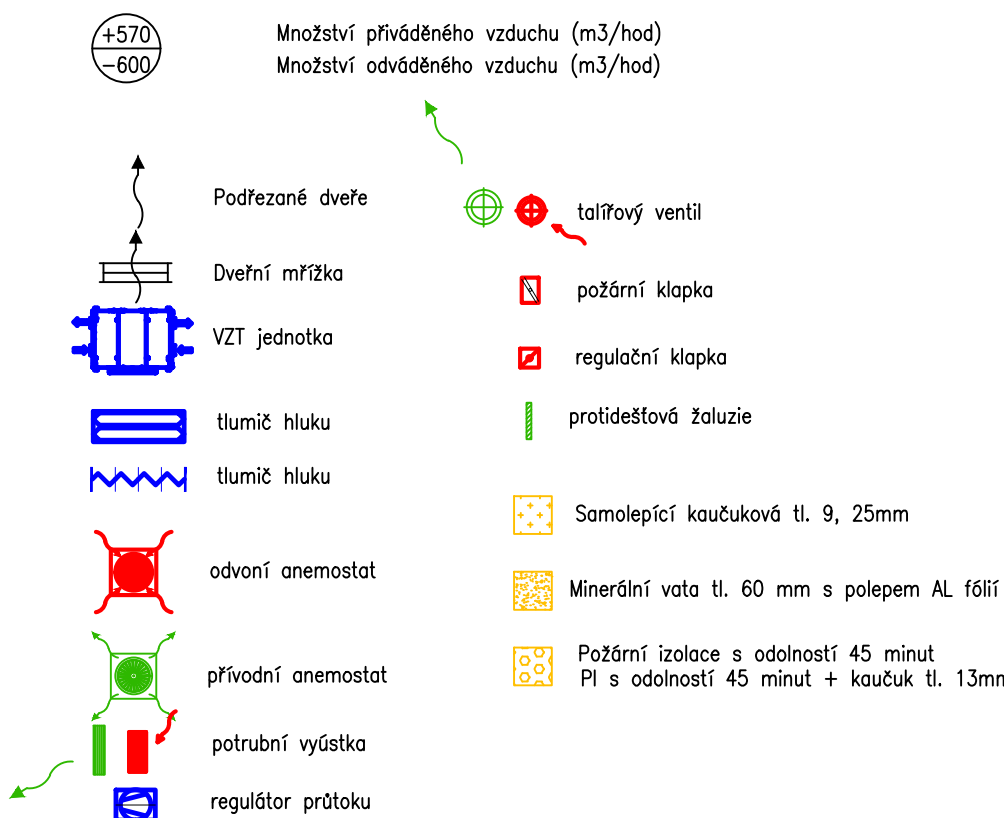 +570
Množství přiváděného vzduchu (m3/hod)
-600
Množství odváděného vzduchu (m3/hod)
Podřezané dveře
Dveřní mřížka
VZT jednotka
tlumič hluku
tlumič hluku
odvoní anemostat
přívodní anemostat
potrubní vyústka
regulátor průtoku
talířový ventil
požární klapka
regulační klapka
protidešťová žaluzie
Samolepící kaučuková tl. 9, 25mm
Minerální vata tl. 60 mm s polepem AL fólií
Požární izolace s odolností 45 minut
PI s odolností 45 minut + kaučuk tl. 13mm